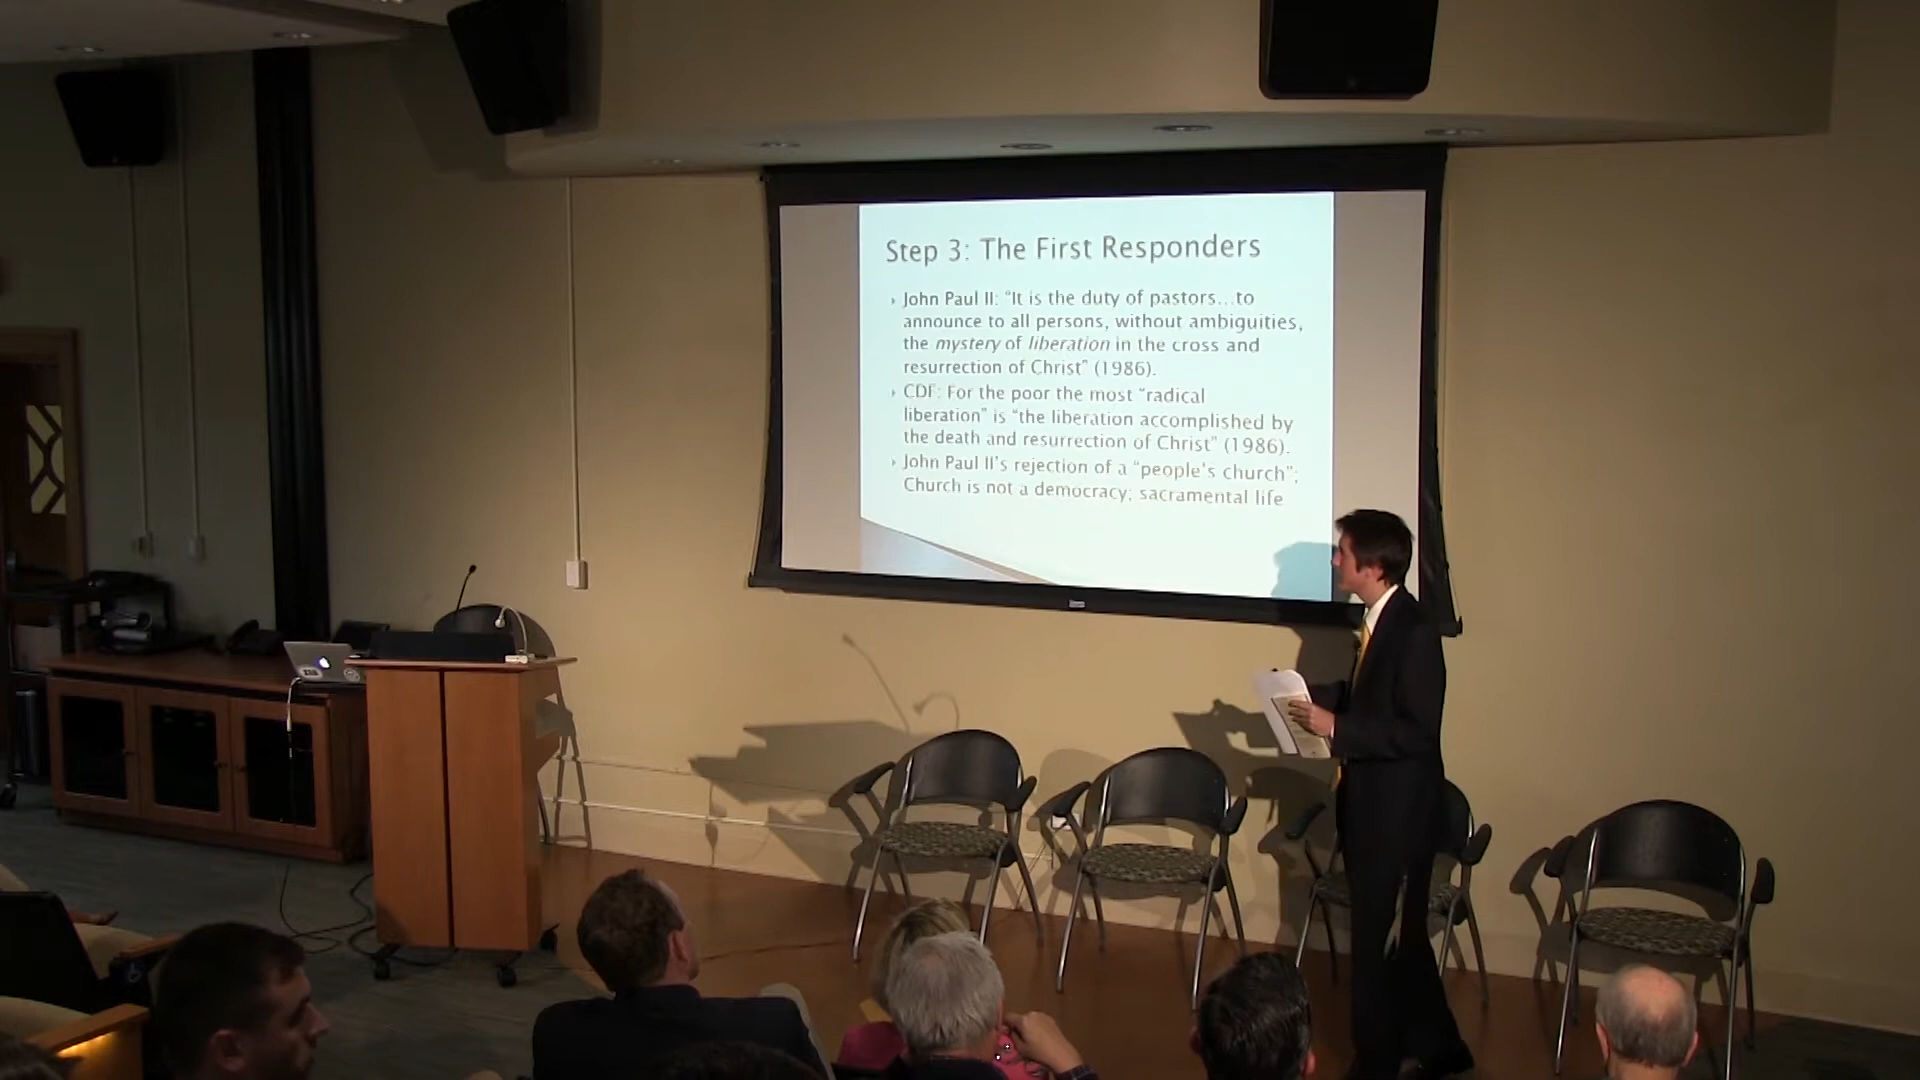 Step 3: The First Responders
John Paul II: “It is the duty of pastors...to
announce to all persons, without ambiguities,
the mystery of liberation in the cross and
resurrection of Christ” (1986).
CDF: For the poor the most “radical
liberation” is “the liberation accomplished by
the death and resurrection of Christ” (1986).
John Paul II’s rejection of a “people’s church”;
Church is not a democracy; sacramental life